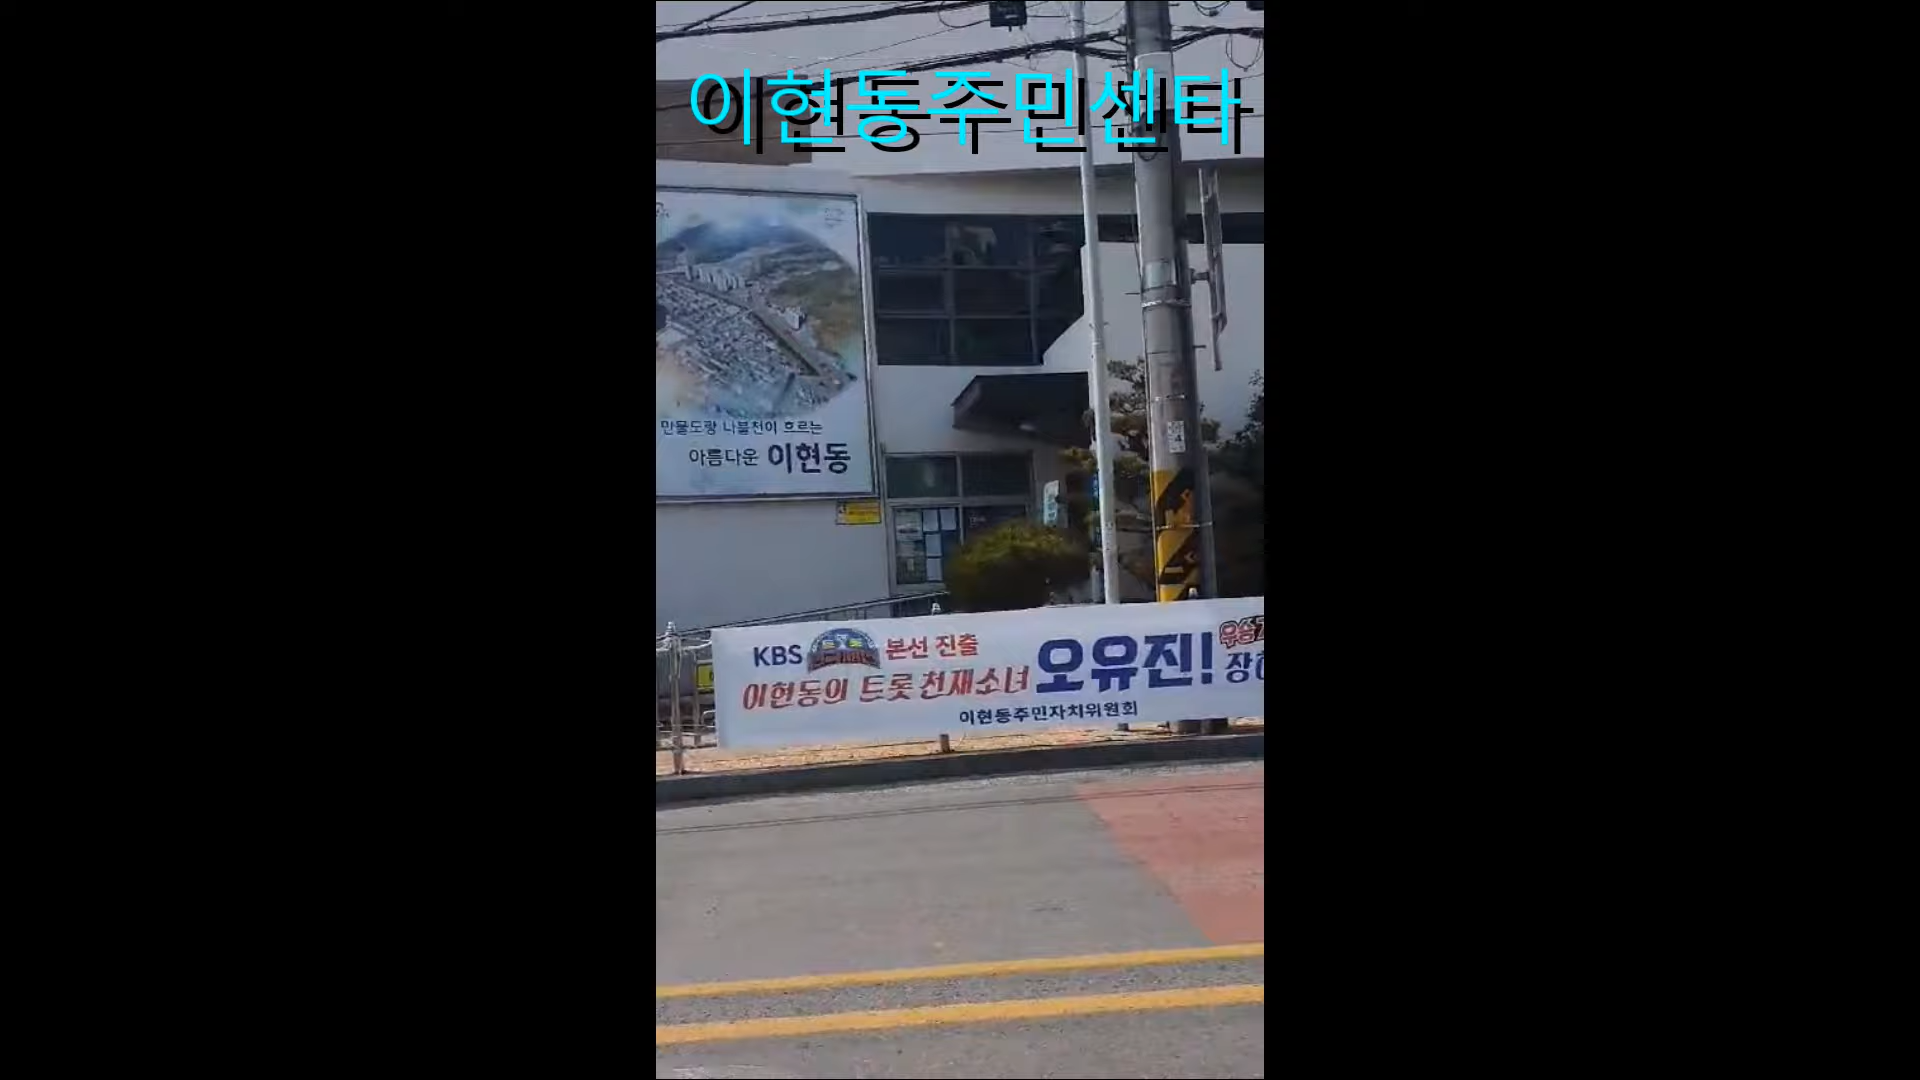 이현동주민센타
만물도랑 나불천이 흐르는
아름다운 이현동
KBS 본선 진출
이현동의 트롯 천재소녀 오유진!
이현동주민자치위원회